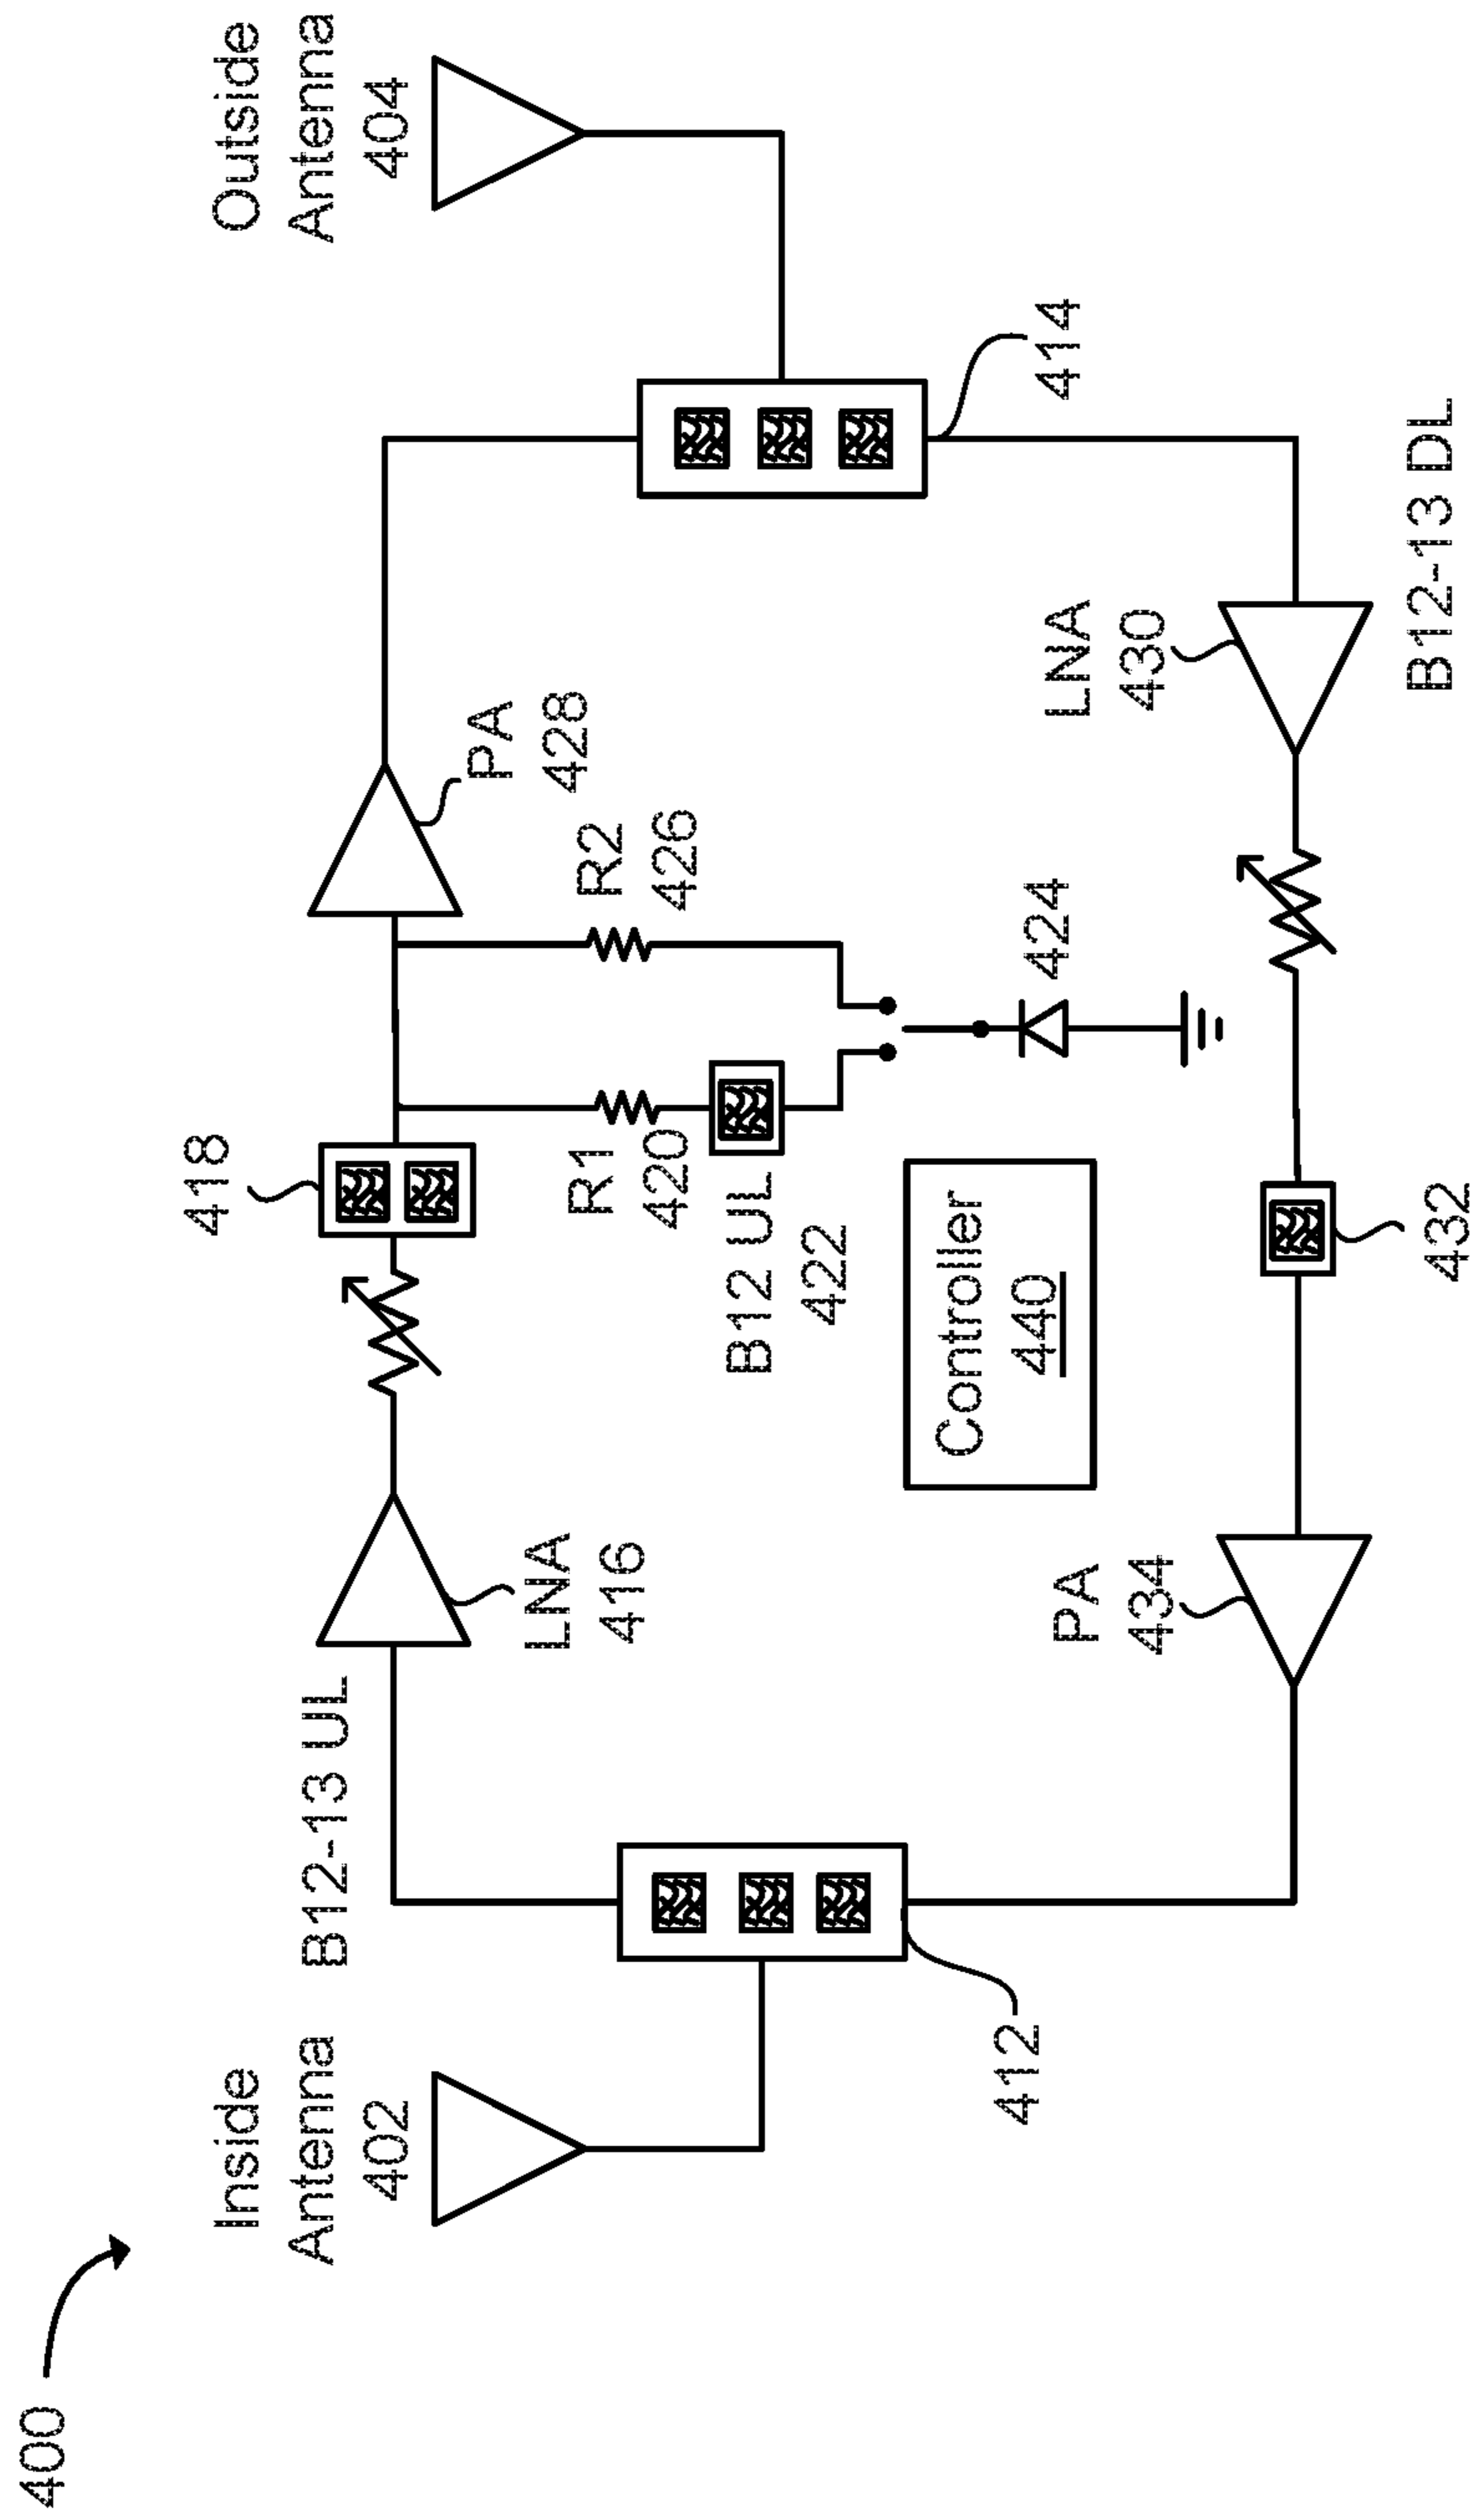 400
Inside
Antenna
402
Outside
Antenna
404
B12-13 UL
LNA
416
418
PA
428
R1
420
R2
426
B12 UL
422
424
Controller
440
412
414
LNA
430
PA
434
432
B12-13 DL